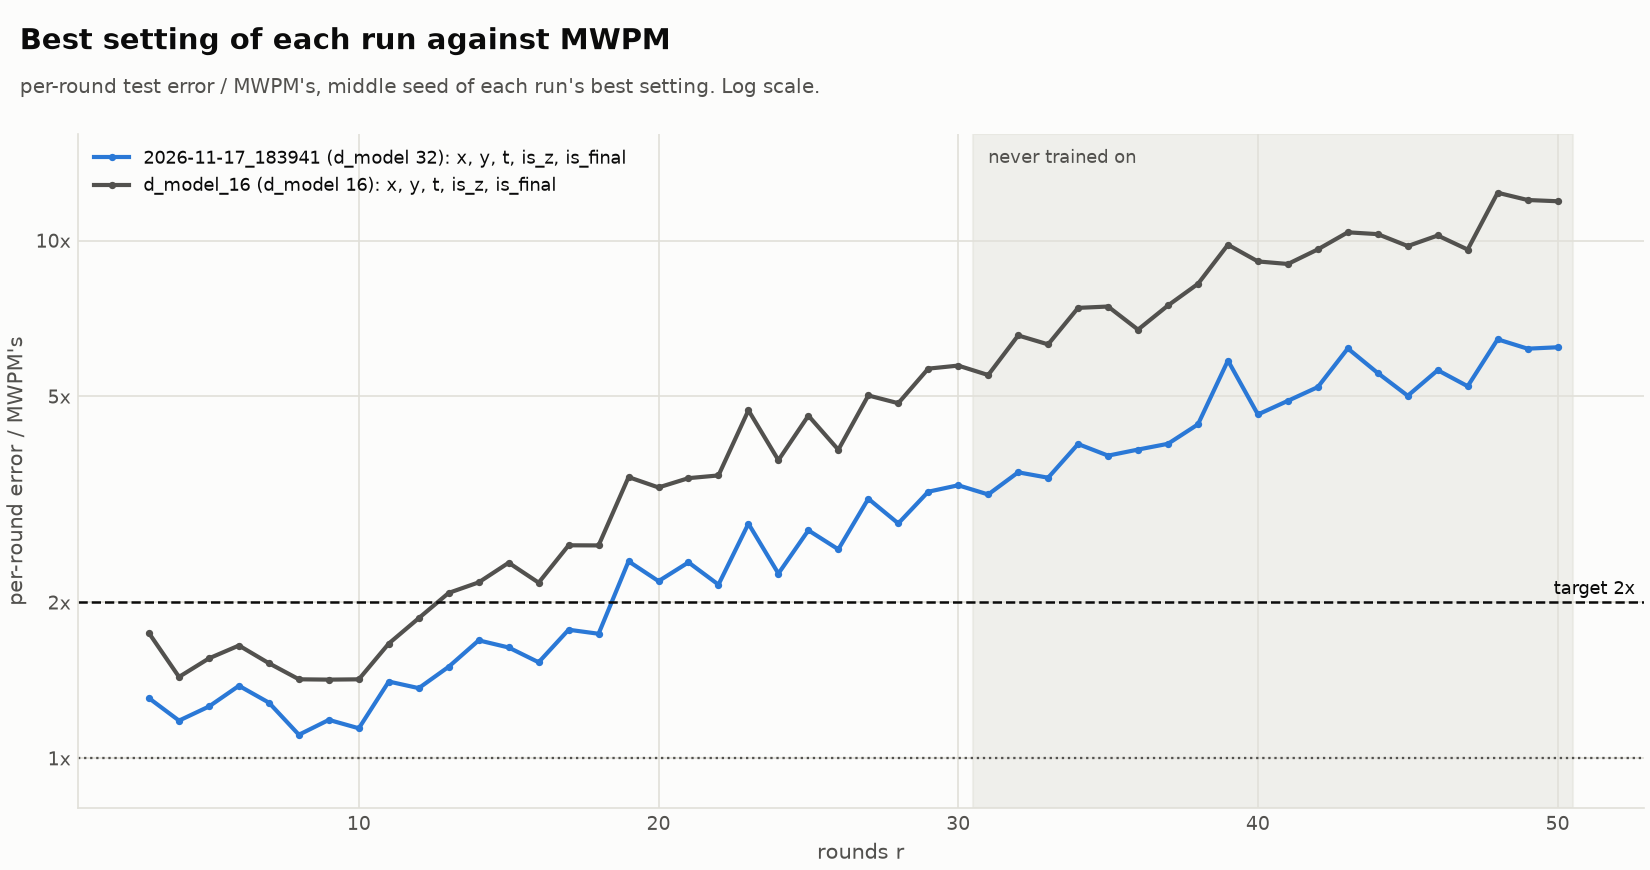 Best setting of each run against MWPM
per-round test error / MWPM's, middle seed of each run's best setting. Log scale.
2026-11-17_183941 (d_model 32): x, y, t, is_z, is_final
d_model_16 (d_model 16): x, y, t, is_z, is_final
never trained on
10x
5x
2x
1x
target 2x
per-round error / MWPM's
10
20
30
40
50
rounds r